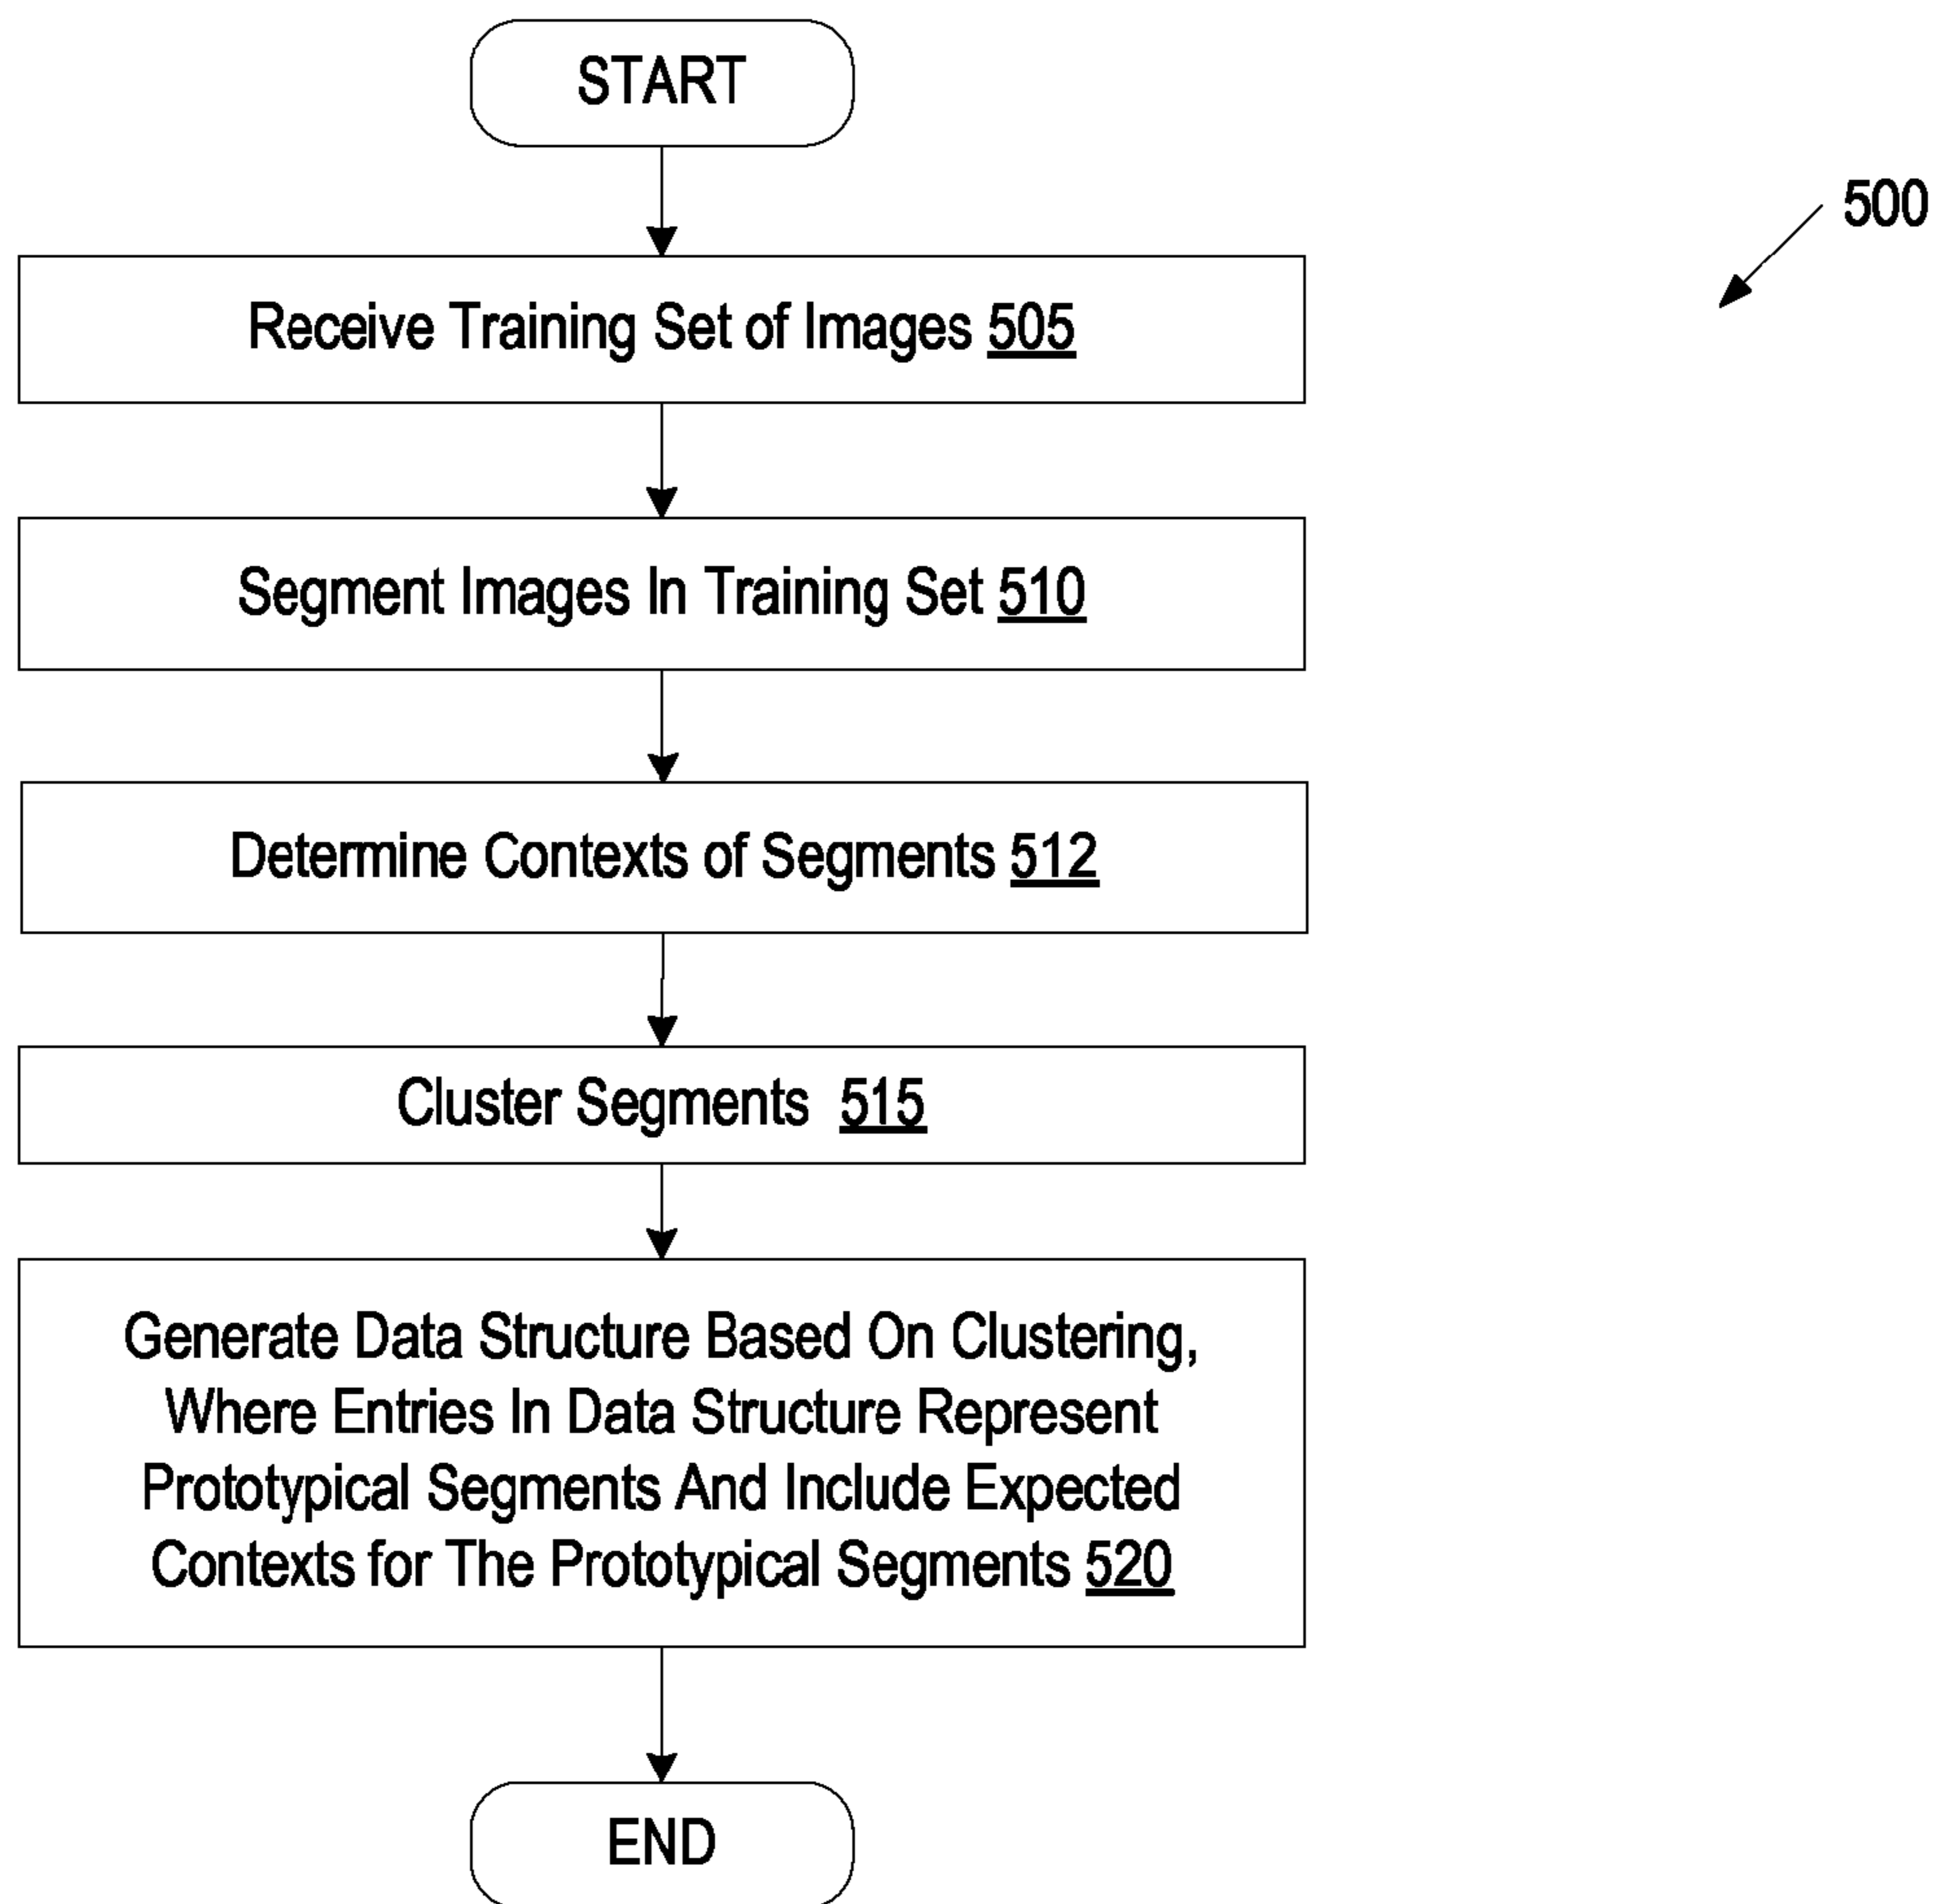 START
500
Receive Training Set of Images 505
Segment Images In Training Set 510
Determine Contexts of Segments 512
Cluster Segments 515
Generate Data Structure Based On Clustering,
Where Entries In Data Structure Represent
Prototypical Segments And Include Expected
Contexts for The Prototypical Segments 520
END